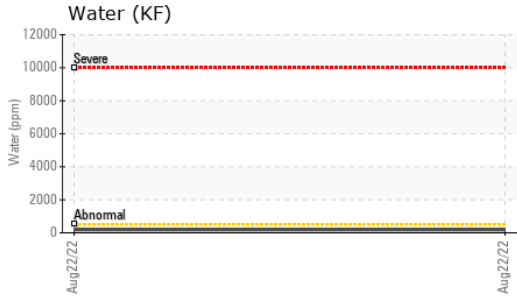 Water (KF)
12000
10000
8000
6000
4000
2000
0
Water (ppm)
Severe
Abnormal
Aug22/22
Aug22/22